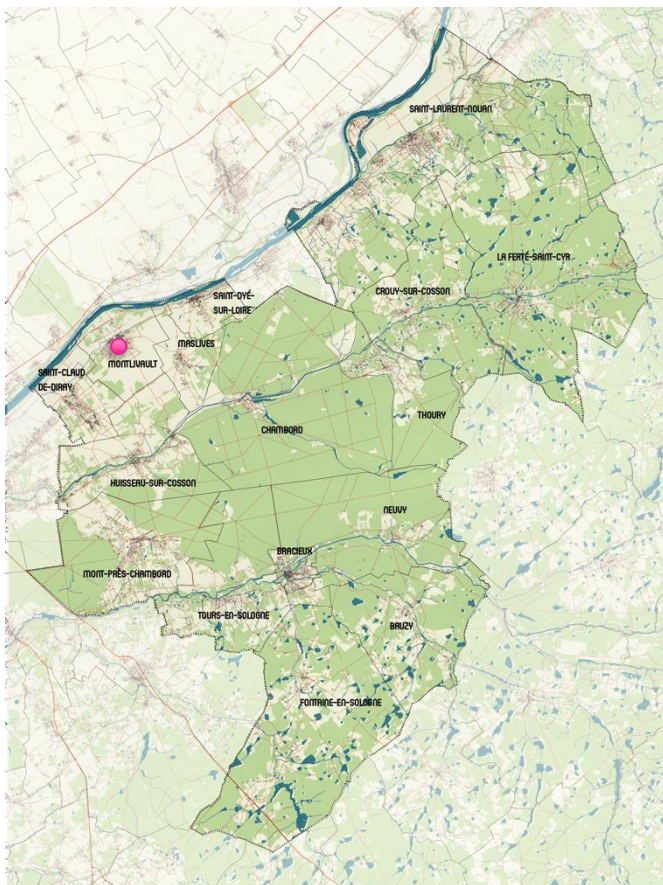 SAINT-LAURENT-NOUAN
LA FERTÉ-SAINT-CYR
CROUY-SUR-COSSON
SAINT-DYÉ-
SUR-LOIRE
MASLIVES
MONTLIVAULT
SAINT-CLAUD
DE-DIRAY
THOURY
CHAMBORD
HUISSEAU-SUR-COSSON
NEUVY
BRACIEUX
MONT-PRÈS-CHAMBORD
TOURS-EN-SOLOGNE
BAUZY
FONTAINE-EN-SOLOGNE